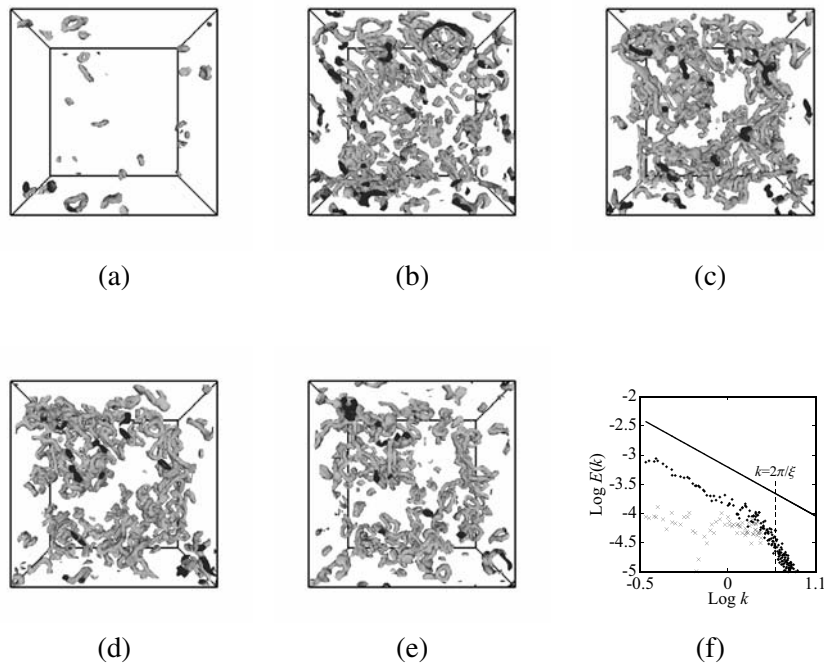 (a)
(b)
(c)
-2
-2.5
-3
-3.5
-4
-4.5
-5
Log E(k)
k=2π/ξ
-0.5
0
1.1
Log k
(d)
(e)
(f)